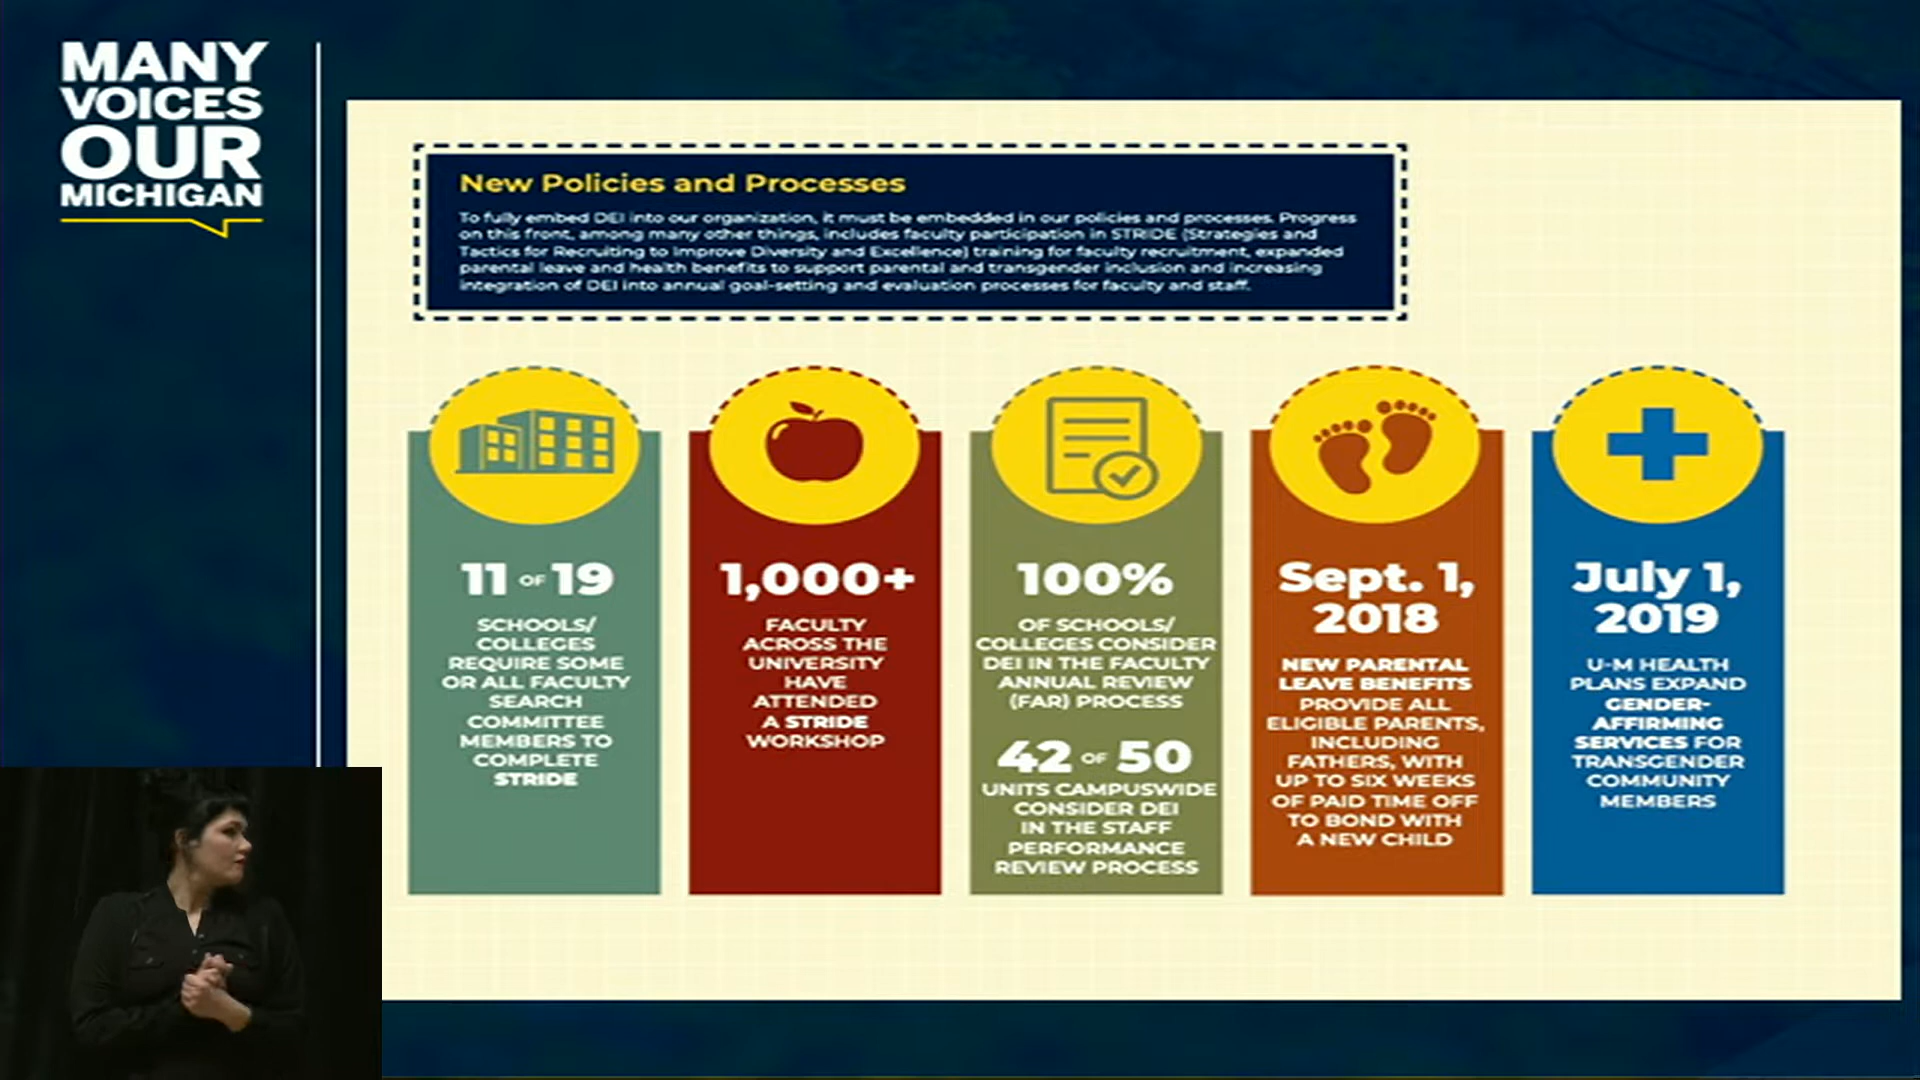 MANY
VOICES
OUR
MICHIGAN
New Policies and Processes
To fully embed DEI into our organization, it must be embedded in our policies and processes. Progress
on this front, among many other things, includes faculty participation in STRIDE (Strategies and
Tactics for Recruiting to Improve Diversity and Excellence) training for faculty recruitment, expanded
parental leave and health benefits to support parental and transgender inclusion and increasing
integration of DEI into annual goal-setting and evaluation processes for faculty and staff.
11 OF 19
SCHOOLS/
COLLEGES
REQUIRE SOME
OR ALL FACULTY
SEARCH
COMMITTEE
MEMBERS TO
COMPLETE
STRIDE
1,000+
FACULTY
ACROSS THE
UNIVERSITY
HAVE
ATTENDED
A STRIDE
WORKSHOP
100%
OF SCHOOLS/
COLLEGES CONSIDER
DEI IN THE FACULTY
ANNUAL REVIEW
(FAR) PROCESS
42 OF 50
UNITS CAMPUSWIDE
CONSIDER DEI
IN THE STAFF
PERFORMANCE
REVIEW PROCESS
Sept. 1,
2018
NEW PARENTAL
LEAVE BENEFITS
PROVIDE ALL
ELIGIBLE PARENTS,
INCLUDING
FATHERS, WITH
UP TO SIX WEEKS
OF PAID TIME OFF
TO BOND WITH
A NEW CHILD
July 1,
2019
U-M HEALTH
PLANS EXPAND
GENDER-
AFFIRMING
SERVICES FOR
TRANSGENDER
COMMUNITY
MEMBERS